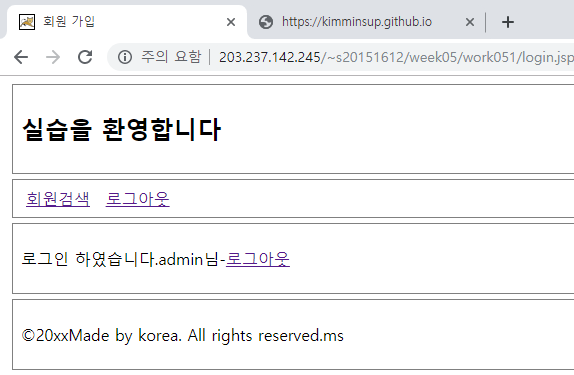 회원 가입
https://kimminsup.github.io
주의 요함 | 203.237.142.245/~s20151612/week05/work051/login.jsp
실습을 환영합니다
회원검색 로그아웃
로그인 하였습니다.admin님-로그아웃
©20xxMade by korea. All rights reserved.ms